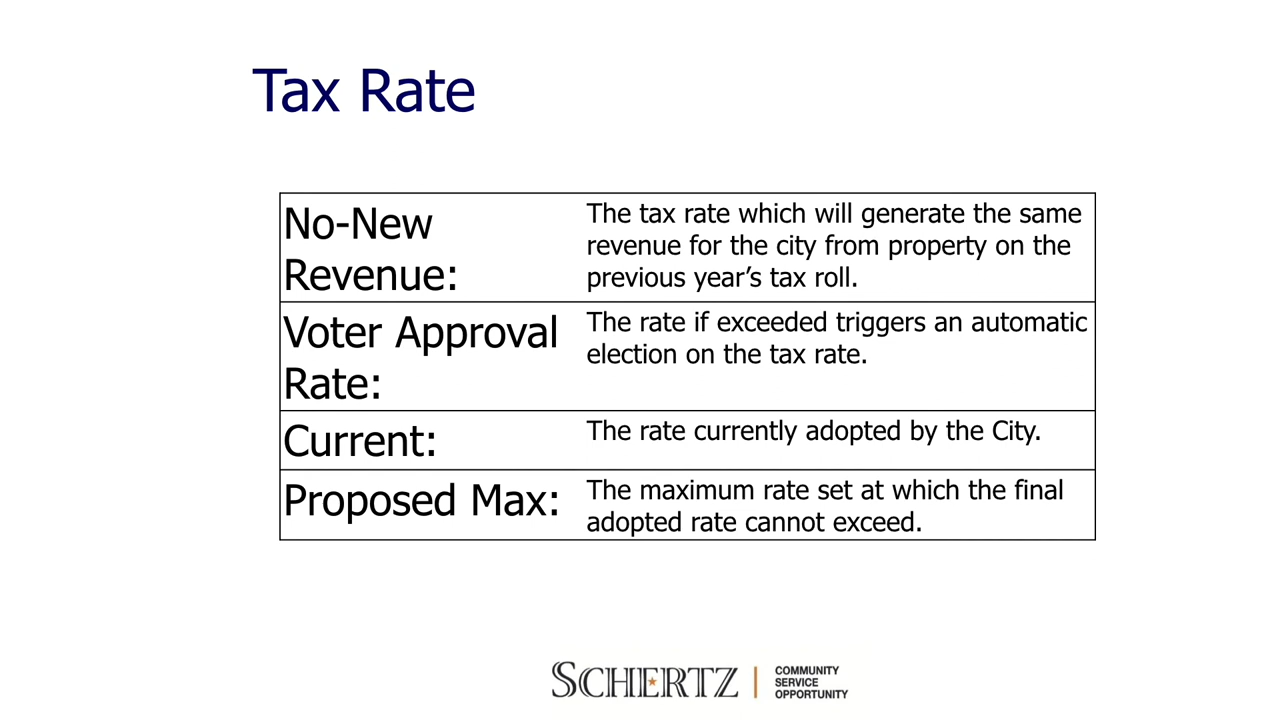 Tax Rate
No-New
Revenue:
The tax rate which will generate the same
revenue for the city from property on the
previous year’s tax roll.
Voter Approval
Rate:
The rate if exceeded triggers an automatic
election on the tax rate.
Current:
The rate currently adopted by the City.
Proposed Max:
The maximum rate set at which the final
adopted rate cannot exceed.
SCHERTZ
COMMUNITY
SERVICE
OPPORTUNITY